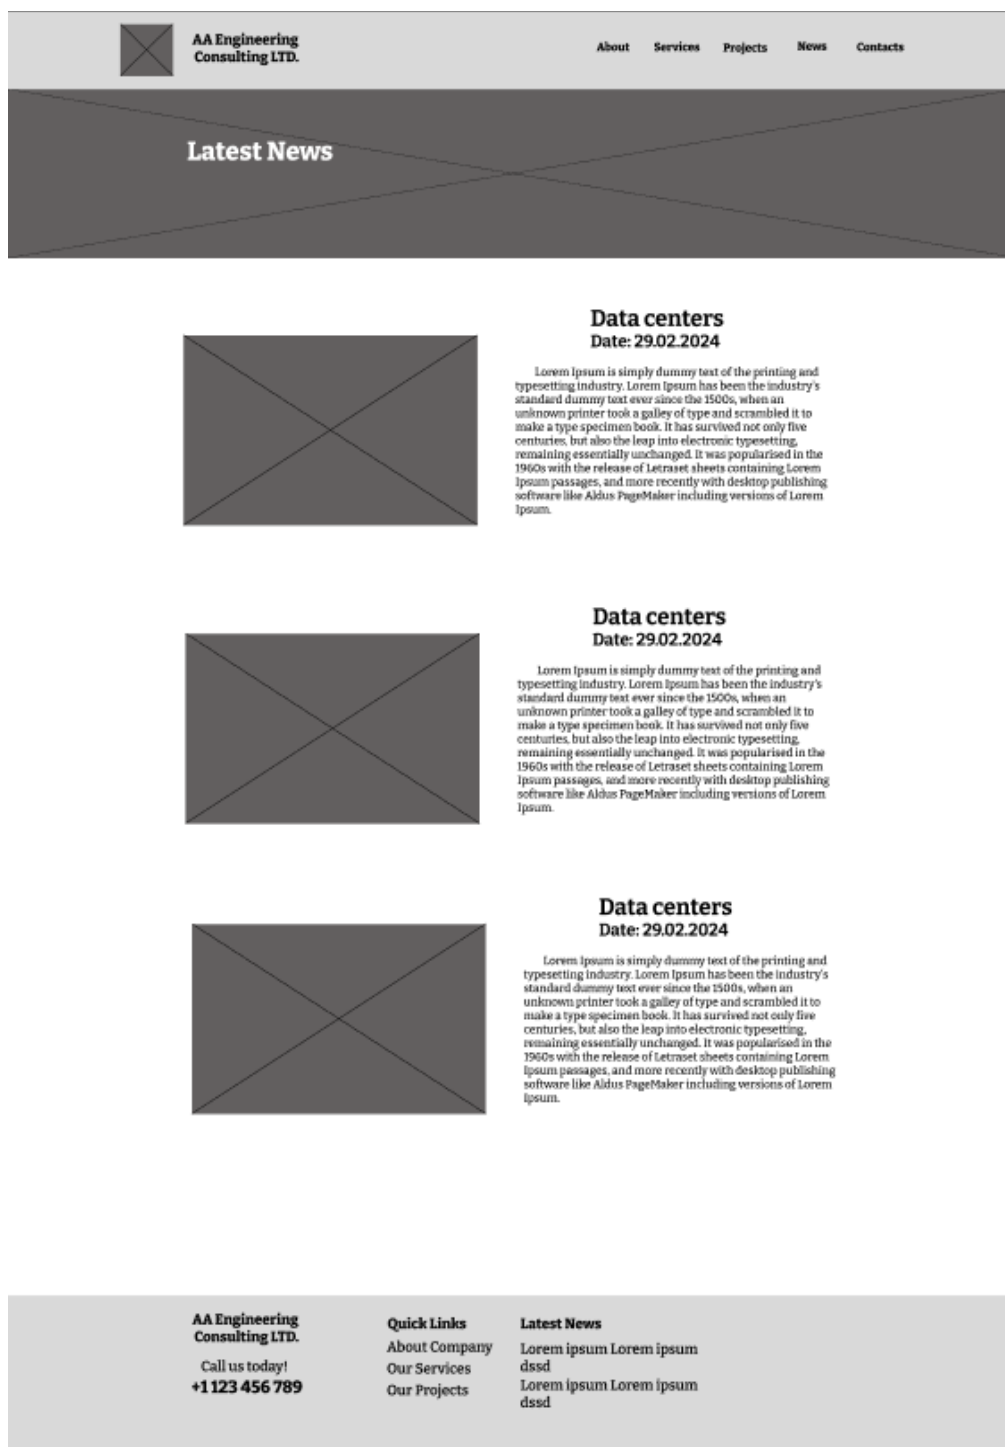 AA Engineering
Consulting LTD.
About
Services
Projects
News
Contacts
Latest News
Data centers
Date: 29.02.2024
Lorem Ipsum is simply dummy text of the printing and
typesetting industry. Lorem Ipsum has been the industry's
standard dummy text ever since the 1500s, when an
unknown printer took a galley of type and scrambled it to
make a type specimen book. It has survived not only five
centuries, but also the leap into electronic typesetting,
remaining essentially unchanged. It was popularised in the
1960s with the release of Letraset sheets containing Lorem
Ipsum passages, and more recently with desktop publishing
software like Aldus PageMaker including versions of Lorem
Ipsum.
Data centers
Date: 29.02.2024
Lorem Ipsum is simply dummy text of the printing and
typesetting industry. Lorem Ipsum has been the industry's
standard dummy text ever since the 1500s, when an
unknown printer took a galley of type and scrambled it to
make a type specimen book. It has survived not only five
centuries, but also the leap into electronic typesetting,
remaining essentially unchanged. It was popularised in the
1960s with the release of Letraset sheets containing Lorem
Ipsum passages, and more recently with desktop publishing
software like Aldus PageMaker including versions of Lorem
Ipsum.
Data centers
Date: 29.02.2024
Lorem Ipsum is simply dummy text of the printing and
typesetting industry. Lorem Ipsum has been the industry's
standard dummy text ever since the 1500s, when an
unknown printer took a galley of type and scrambled it to
make a type specimen book. It has survived not only five
centuries, but also the leap into electronic typesetting,
remaining essentially unchanged. It was popularised in the
1960s with the release of Letraset sheets containing Lorem
Ipsum passages, and more recently with desktop publishing
software like Aldus PageMaker including versions of Lorem
Ipsum.
AA Engineering
Consulting LTD.
Call us today!
+1 123 456 789
Quick Links
About Company
Our Services
Our Projects
Latest News
Lorem ipsum Lorem ipsum
dssd
Lorem ipsum Lorem ipsum
dssd